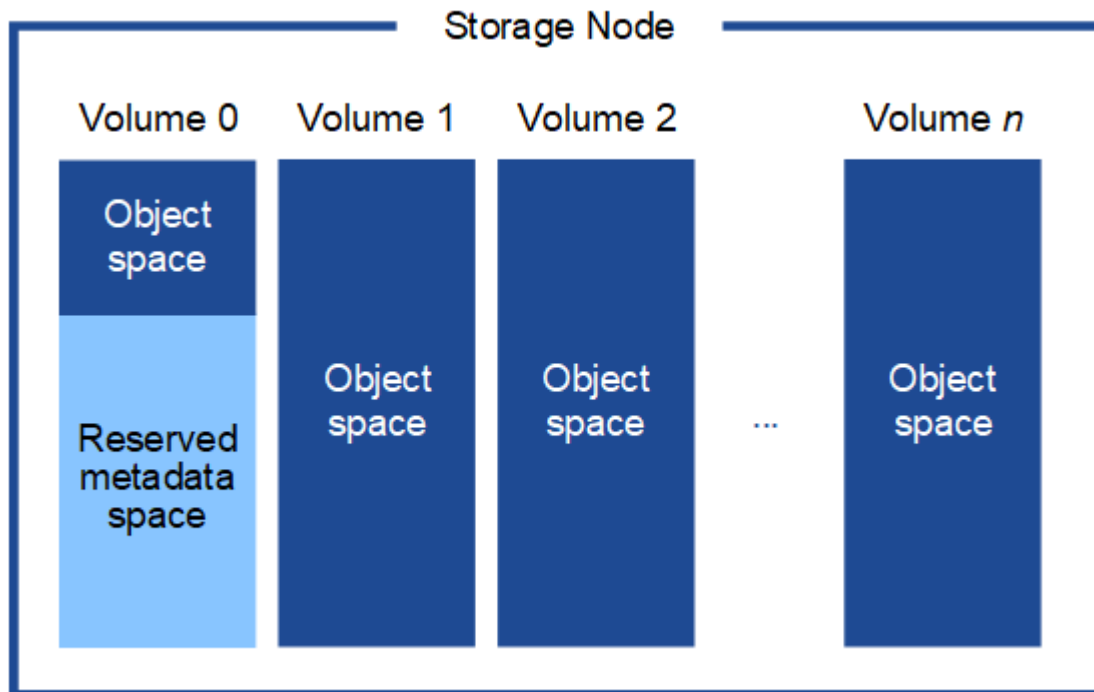 Storage Node
Volume 0
Volume 1
Volume 2
Volume n
Object
space
Reserved
metadata
space
Object
space
Object
space
...
Object
space